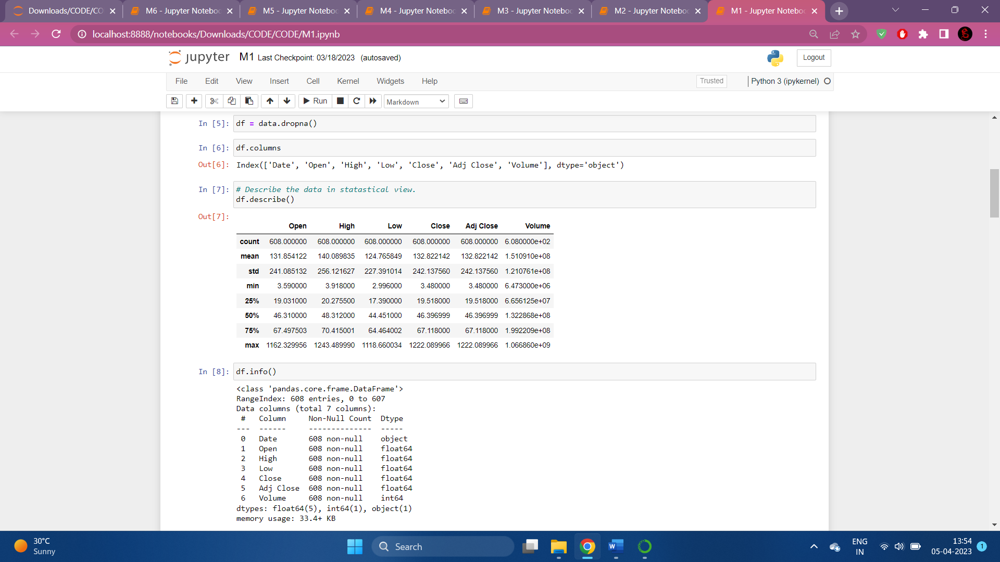 Downloads/CODE/CO
M6 - Jupyter Noteboo
M5 - Jupyter Noteboo
M4 - Jupyter Noteboo
M3 - Jupyter Noteboo
M2 - Jupyter Noteboo
M1 - Jupyter Noteboo
localhost:8888/notebooks/Downloads/CODE/CODE/M1.ipynb
jupyter M1 Last Checkpoint: 03/18/2023 (autosaved)
Logout
File Edit View Insert Cell Kernel Widgets Help
Trusted
Python 3 (ipykernel)
Run
Markdown
In [5]: df = data.dropna()
In [6]: df.columns
Out[6]: Index(['Date', 'Open', 'High', 'Low', 'Close', 'Adj Close', 'Volume'], dtype='object')
In [7]: # Describe the data in statastical view.
df.describe()
Out[7]:
Open High Low Close Adj Close Volume
count 608.000000 608.000000 608.000000 608.000000 608.000000 6.080000e+02
mean 131.854122 140.089835 124.765849 132.822142 132.822142 1.510910e+08
std 241.085132 256.121627 227.391014 242.137560 242.137560 1.210761e+08
min 3.590000 3.918000 2.996000 3.480000 3.480000 6.473000e+06
25% 19.031000 20.275500 17.390000 19.518000 19.518000 6.656125e+07
50% 46.310000 48.312000 44.451000 46.396999 46.396999 1.322868e+08
75% 67.497503 70.415001 64.464002 67.118000 67.118000 1.992209e+08
max 1162.329956 1243.489990 1118.660034 1222.089966 1222.089966 1.066860e+09
In [8]: df.info()
<class 'pandas.core.frame.DataFrame'>
RangeIndex: 608 entries, 0 to 607
Data columns (total 7 columns):
# Column Non-Null Count Dtype
--- ------ -------------- -----
0 Date 608 non-null object
1 Open 608 non-null float64
2 High 608 non-null float64
3 Low 608 non-null float64
4 Close 608 non-null float64
5 Adj Close 608 non-null float64
6 Volume 608 non-null int64
dtypes: float64(5), int64(1), object(1)
memory usage: 33.4+ KB
30°C
Sunny
Search
W
ENG
IN
13:54
05-04-2023
1